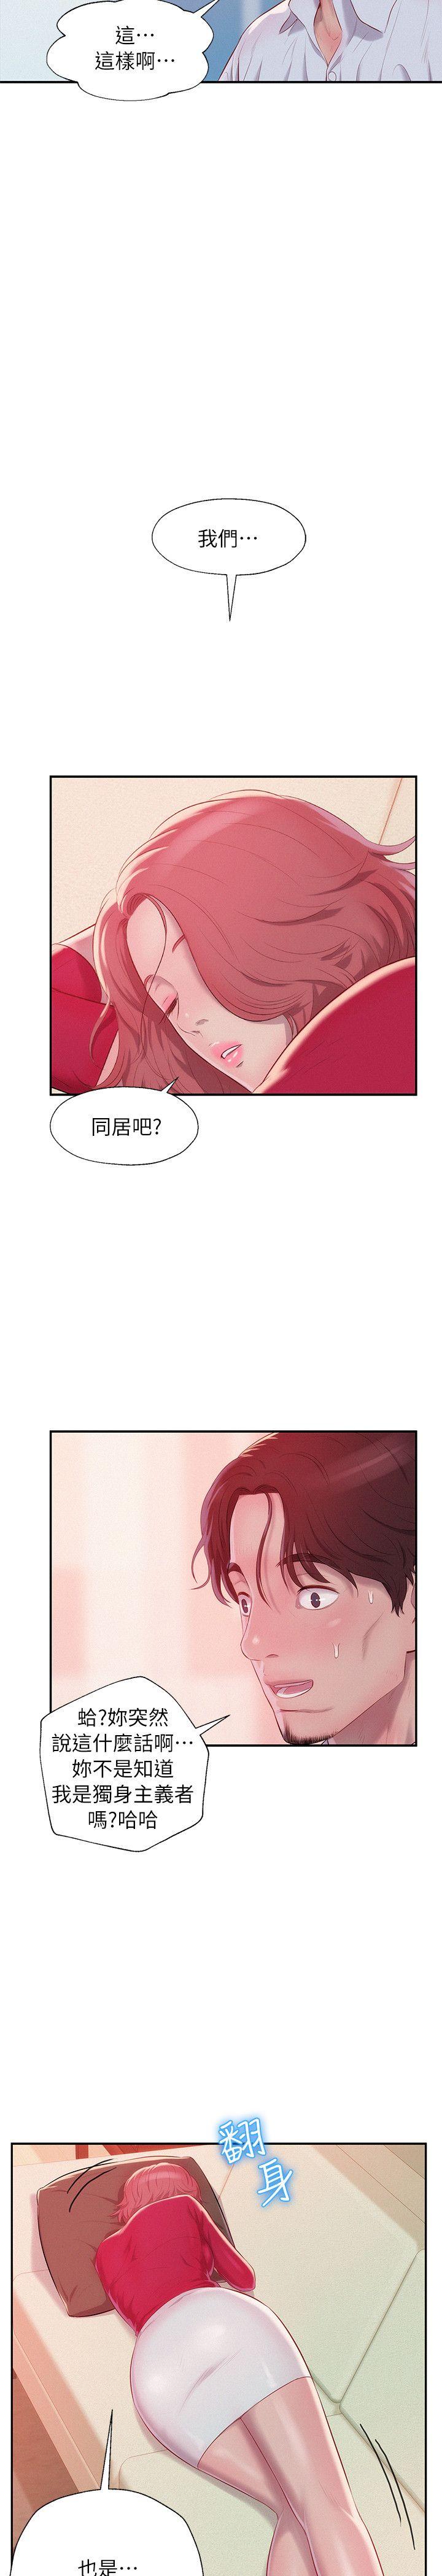 這⋯
這樣啊⋯
我們⋯
同居吧?
蛤?妳突然
說這什麼話啊⋯
妳不是知道
我是獨身主義者
嗎?哈哈
翻
身
也是⋯